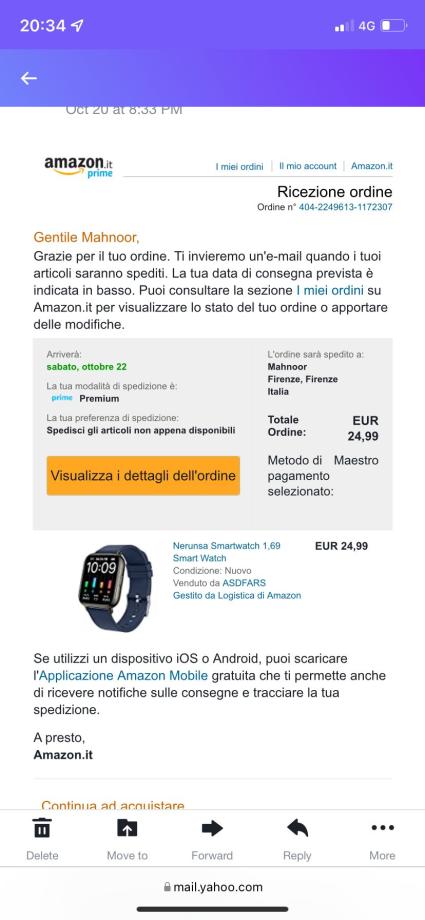 20:34
4G
Oct 20 at 8:33 PM
amazon.it
prime
I miei ordini | Il mio account | Amazon.it
Ricezione ordine
Ordine n° 404-2249613-1172307
Gentile Mahnoor,
Grazie per il tuo ordine. Ti invieremo un'e-mail quando i tuoi
articoli saranno spediti. La tua data di consegna prevista è
indicata in basso. Puoi consultare la sezione I miei ordini su
Amazon.it per visualizzare lo stato del tuo ordine o apportare
delle modifiche.
Arriverà:
sabato, ottobre 22
La tua modalità di spedizione è:
prime Premium
La tua preferenza di spedizione:
Spedisci gli articoli non appena disponibili
Visualizza i dettagli dell'ordine
L'ordine sarà spedito a:
Mahnoor
Firenze, Firenze
Italia
Totale EUR
Ordine: 24,99
Metodo di Maestro
pagamento
selezionato:
09:09
Nerunsa Smartwatch 1,69 EUR 24,99
Smart Watch
Condizione: Nuovo
Venduto da ASDFARS
Gestito da Logistica di Amazon
Se utilizzi un dispositivo iOS o Android, puoi scaricare
l'Applicazione Amazon Mobile gratuita che ti permette anche
di ricevere notifiche sulle consegne e tracciare la tua
spedizione.
A presto,
Amazon.it
Continua ad acquistare
Delete Move to Forward Reply More
mail.yahoo.com